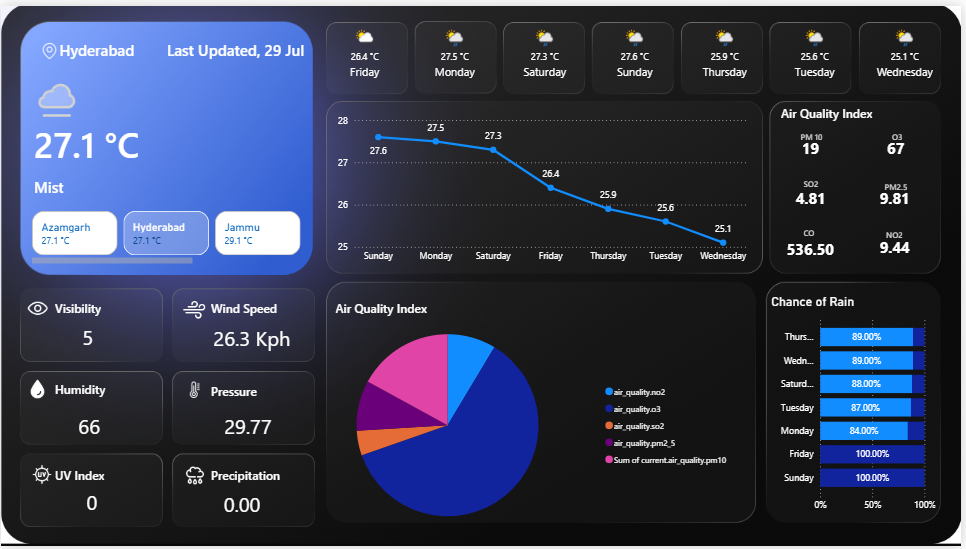 Hyderabad
Last Updated, 29 Jul
27.1 °C
Mist
Azamgarh
27.1 °C
Hyderabad
27.1 °C
Jammu
29.1 °C
26.4 °C
Friday
27.5 °C
Monday
27.3 °C
Saturday
27.6 °C
Sunday
25.9 °C
Thursday
25.6 °C
Tuesday
25.1 °C
Wednesday
28
27
26
25
27.6
27.5
27.3
26.4
25.9
25.6
25.1
Sunday
Monday
Saturday
Friday
Thursday
Tuesday
Wednesday
Air Quality Index
PM 10
19
O3
67
SO2
4.81
PM2.5
9.81
CO
536.50
NO2
9.44
Visibility
5
Wind Speed
26.3 Kph
Humidity
66
Pressure
29.77
UV
UV Index
0
Precipitation
0.00
Air Quality Index
air_quality.no2
air_quality.o3
air_quality.so2
air_quality.pm2_5
Sum of current.air_quality.pm10
Chance of Rain
Thurs... 89.00%
Wedn... 89.00%
Saturd... 88.00%
Tuesday 87.00%
Monday 84.00%
Friday 100.00%
Sunday 100.00%
0% 50% 100%